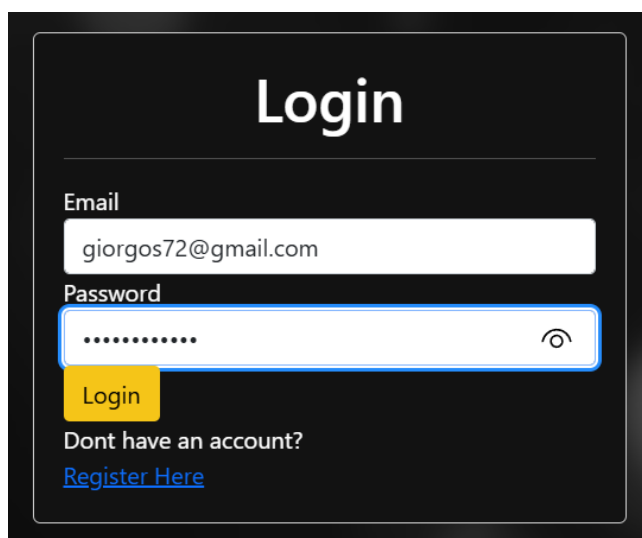 Login
Email
giorgos72@gmail.com
Password
••••••••••••
Login
Dont have an account?
Register Here